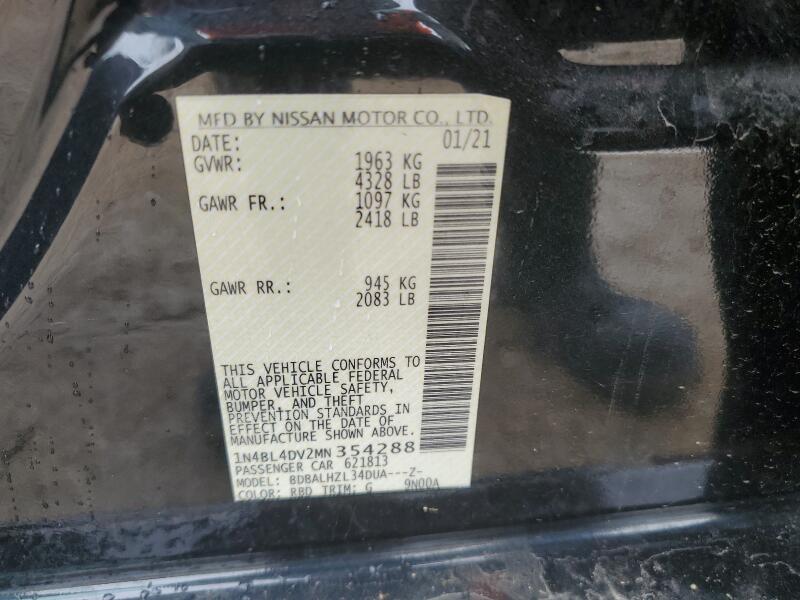 MFD BY NISSAN MOTOR CO., LTD.
DATE: 01/21
GVWR: 1963 KG
4328 LB
GAWR FR.: 1097 KG
2418 LB
GAWR RR.: 945 KG
2083 LB
THIS VEHICLE CONFORMS TO
ALL APPLICABLE FEDERAL
MOTOR VEHICLE SAFETY,
BUMPER, AND THEFT
PREVENTION STANDARDS IN
EFFECT ON THE DATE OF
MANUFACTURE SHOWN ABOVE.
1N4BL4DV2MN 354288
PASSENGER CAR 621813
MODEL: BDBALHZL34DUA---Z-
COLOR: RBD TRIM: G 9N00A